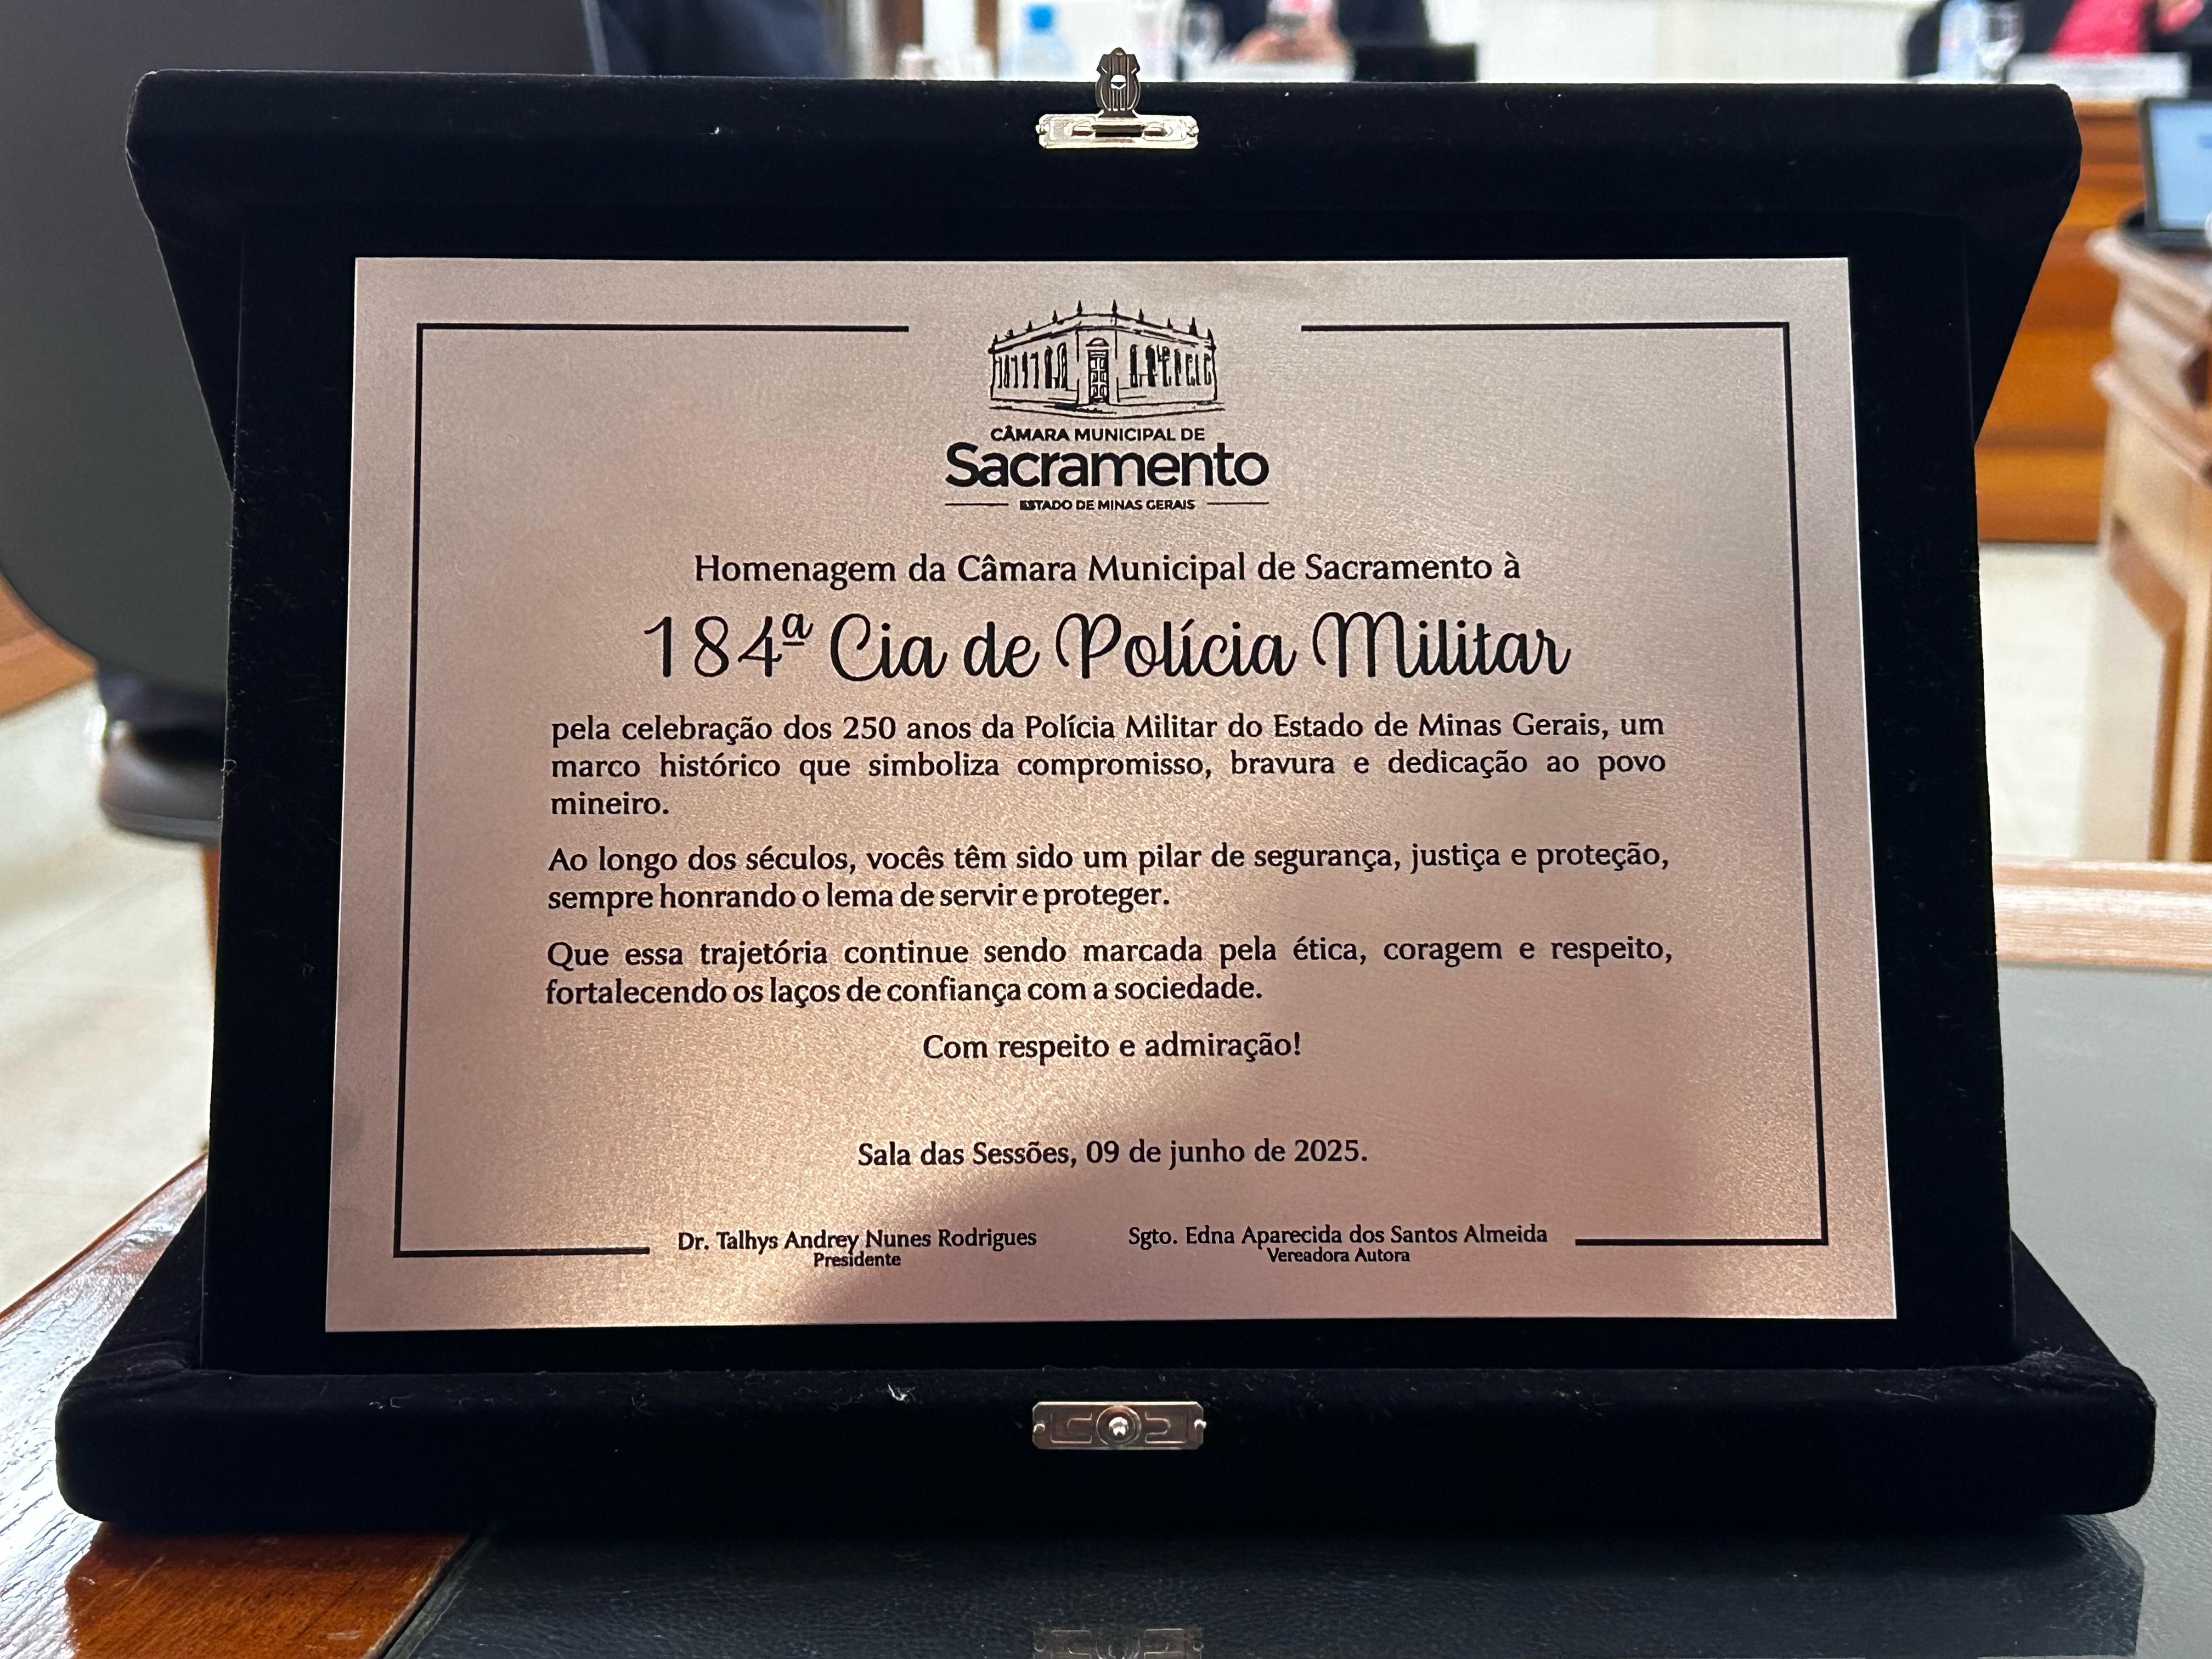 CÂMARA MUNICIPAL DE
Sacramento
ESTADO DE MINAS GERAIS
Homenagem da Câmara Municipal de Sacramento à
184ª Cia de Polícia Militar
pela celebração dos 250 anos da Polícia Militar do Estado de Minas Gerais, um
marco histórico que simboliza compromisso, bravura e dedicação ao povo
mineiro.
Ao longo dos séculos, vocês têm sido um pilar de segurança, justiça e proteção,
sempre honrando o lema de servir e proteger.
Que essa trajetória continue sendo marcada pela ética, coragem e respeito,
fortalecendo os laços de confiança com a sociedade.
Com respeito e admiração!
Sala das Sessões, 09 de junho de 2025.
Dr. Talhys Andrey Nunes Rodrigues
Presidente
Sgto. Edna Aparecida dos Santos Almeida
Vereadora Autora